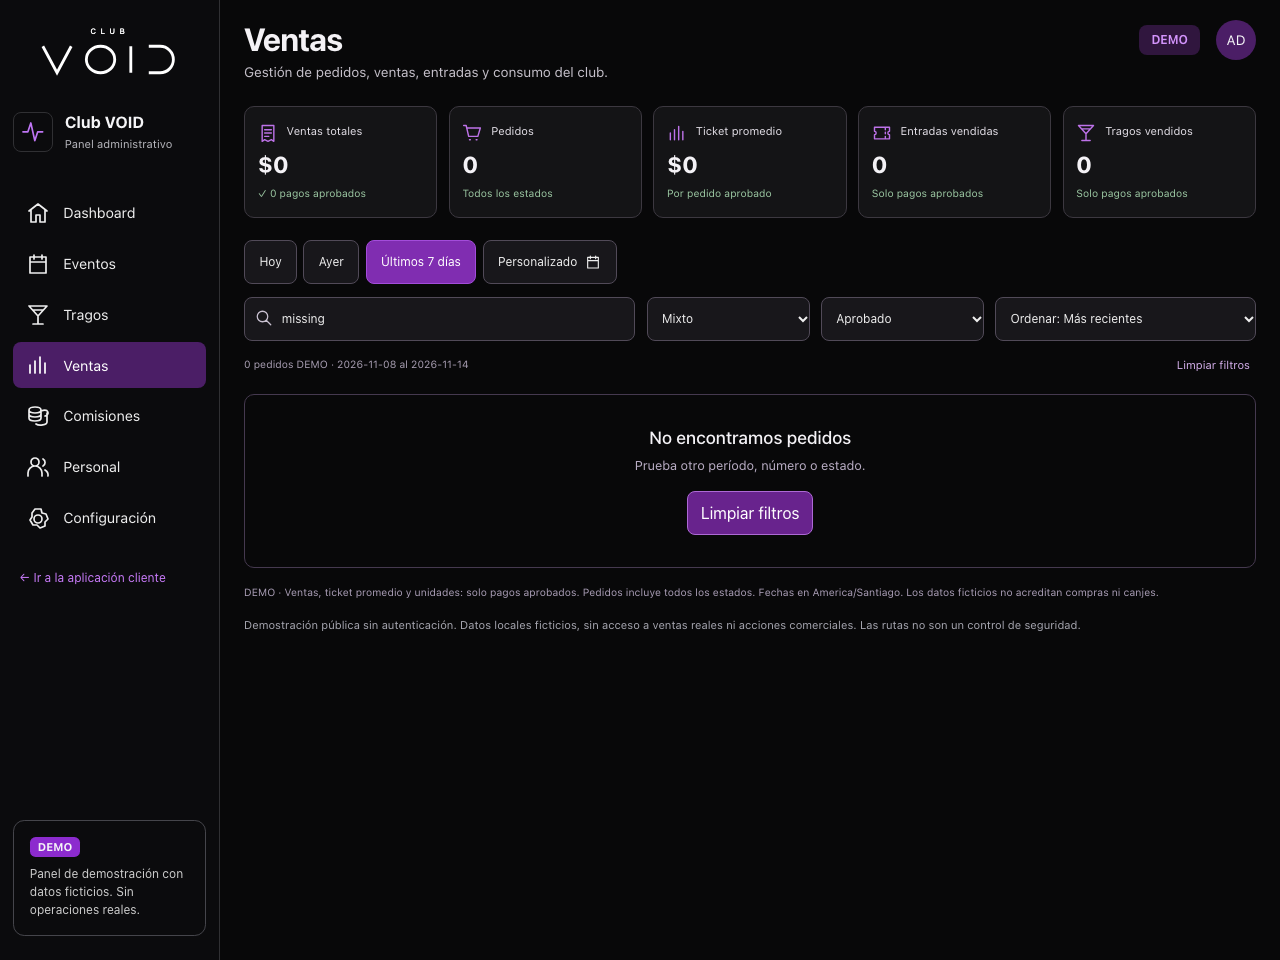 CLUB
VOID
Club VOID
Panel administrativo
Dashboard
Eventos
Tragos
Ventas
Comisiones
Personal
Configuración
← Ir a la aplicación cliente
DEMO
Panel de demostración con
datos ficticios. Sin
operaciones reales.
Ventas
Gestión de pedidos, ventas, entradas y consumo del club.
DEMO
AD
Ventas totales
$0
✓ 0 pagos aprobados
Pedidos
0
Todos los estados
Ticket promedio
$0
Por pedido aprobado
Entradas vendidas
0
Solo pagos aprobados
Tragos vendidos
0
Solo pagos aprobados
Hoy
Ayer
Últimos 7 días
Personalizado
missing
Mixto
Aprobado
Ordenar: Más recientes
0 pedidos DEMO · 2026-11-08 al 2026-11-14
Limpiar filtros
No encontramos pedidos
Prueba otro período, número o estado.
Limpiar filtros
DEMO · Ventas, ticket promedio y unidades: solo pagos aprobados. Pedidos incluye todos los estados. Fechas en America/Santiago. Los datos ficticios no acreditan compras ni canjes.
Demostración pública sin autenticación. Datos locales ficticios, sin acceso a ventas reales ni acciones comerciales. Las rutas no son un control de seguridad.